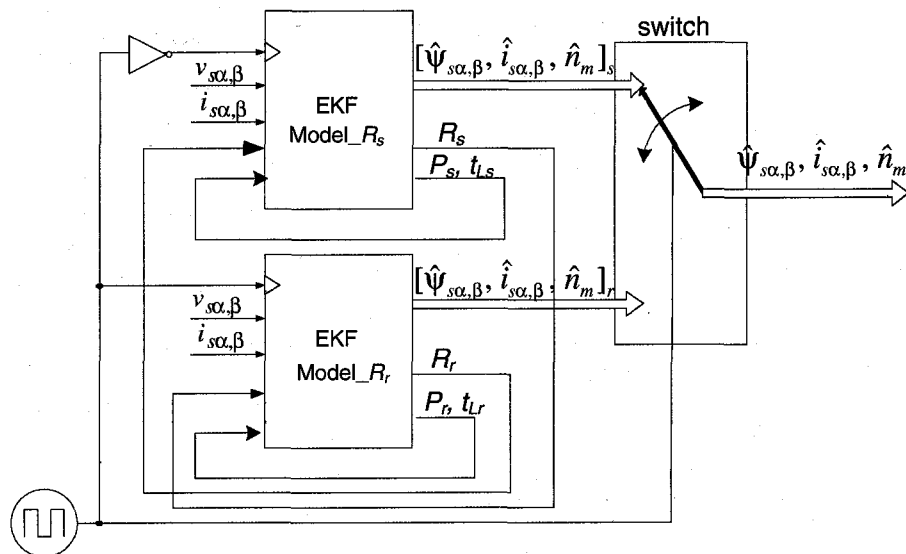 switch
[ψ̂sα,β, îsα,β, n̂m]s
vsα,β
isα,β
EKF
Model_Rs
Rs
Ps, tLs
ψ̂sα,β, îsα,β, n̂m
[ψ̂sα,β, îsα,β, n̂m]r
vsα,β
isα,β
EKF
Model_Rr
Rr
Pr, tLr